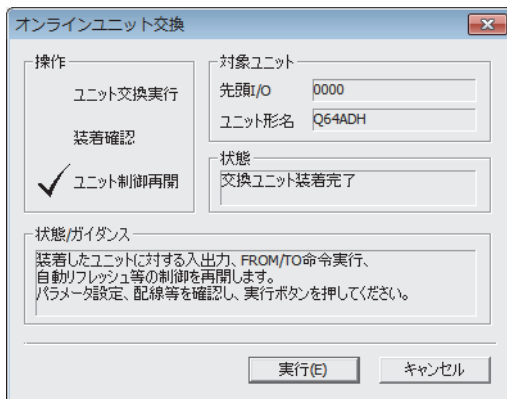 オンラインユニット交換
操作
ユニット交換実行
装着確認
ユニット制御再開
対象ユニット
先頭I/O 0000
ユニット形名 Q64ADH
状態
交換ユニット装着完了
状態/ガイダンス
装着したユニットに対する入出力、FROM/TO命令実行、
自動リフレッシュ等の制御を再開します。
パラメータ設定、配線等を確認し、実行ボタンを押してください。
実行(E) キャンセル